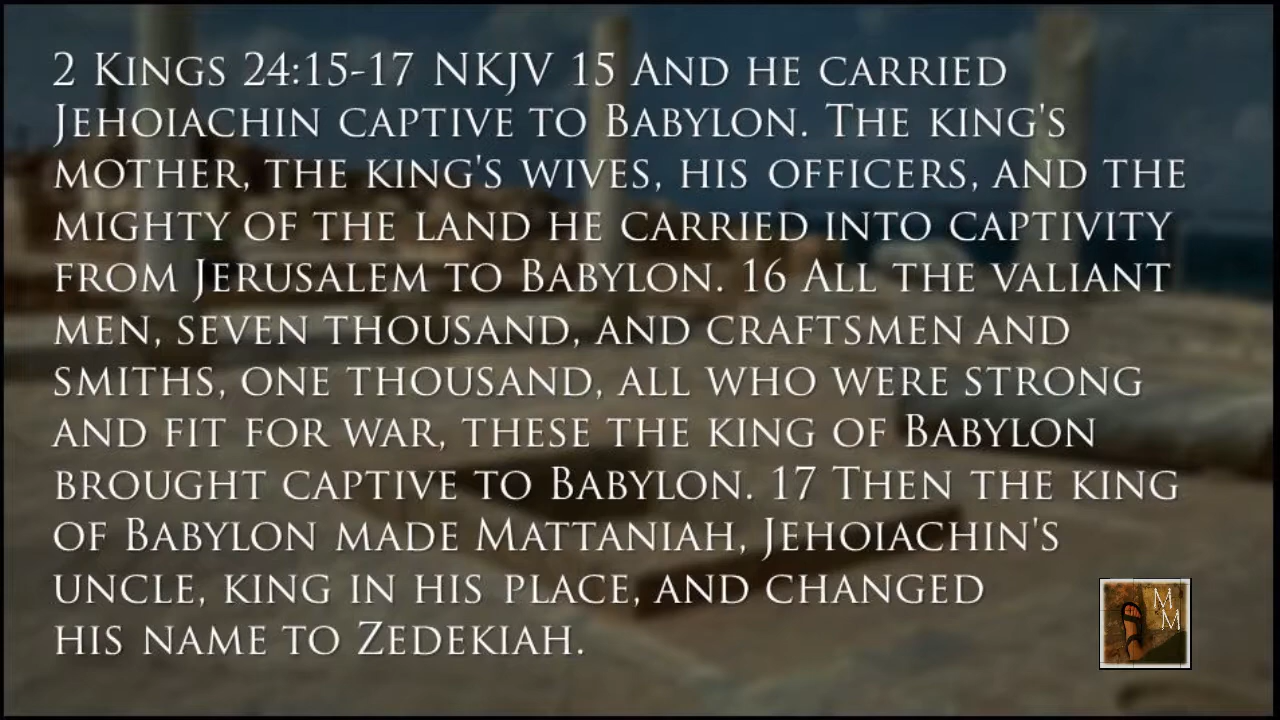 2 Kings 24:15-17 NKJV 15 And he carried
Jehoiachin captive to Babylon. The king's
mother, the king's wives, his officers, and the
mighty of the land he carried into captivity
from Jerusalem to Babylon. 16 All the valiant
men, seven thousand, and craftsmen and
smiths, one thousand, all who were strong
and fit for war, these the king of Babylon
brought captive to Babylon. 17 Then the king
of Babylon made Mattaniah, Jehoiachin's
uncle, king in his place, and changed
his name to Zedekiah.
M
M